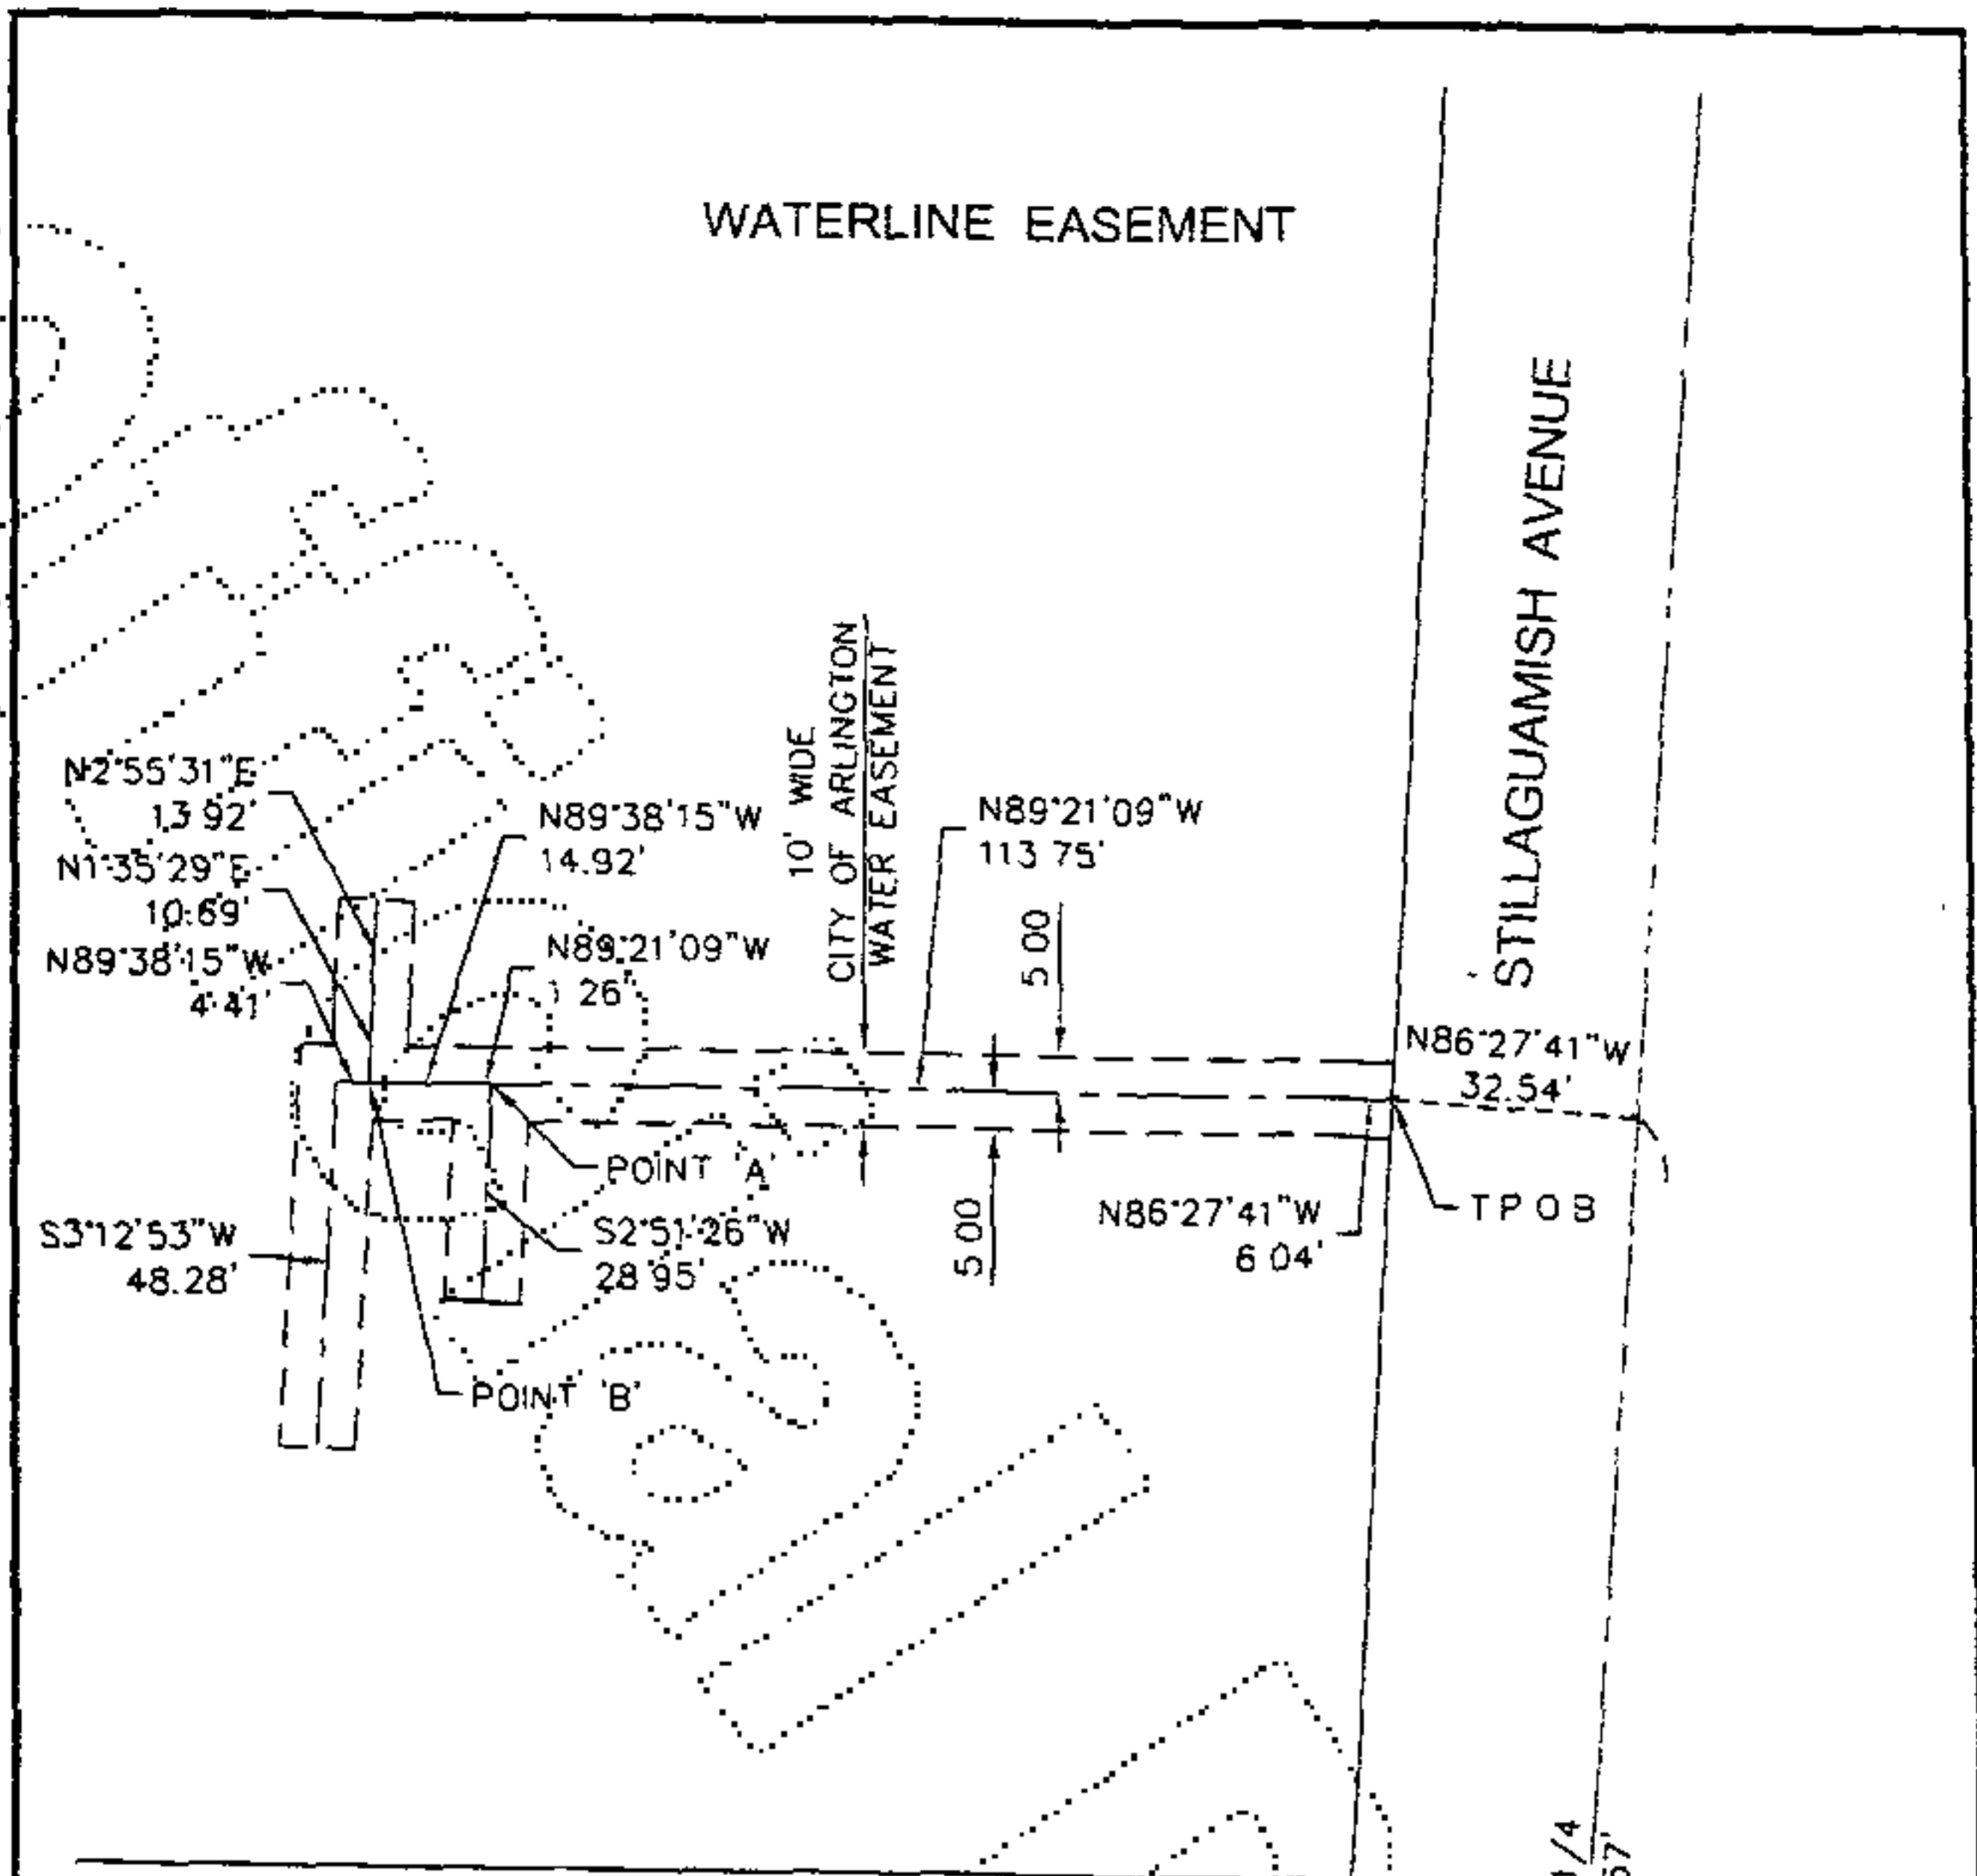 WATERLINE EASEMENT
STILLAGUAMISH AVENUE
10' WIDE
CITY OF ARLINGTON
WATER EASEMENT
N2°55'31"E
13 92'
N1°35'29"E
10.69'
N89°38'15"W
4.41'
N89°38'15"W
14.92'
N89°21'09"W
1 26'
N89°21'09"W
113 75'
5 00
5 00
N86°27'41"W
32.54'
POINT 'A'
TPOB
N86°27'41"W
6 04'
S3°12'53"W
48.28'
S2°51'26"W
28 95'
POINT 'B'